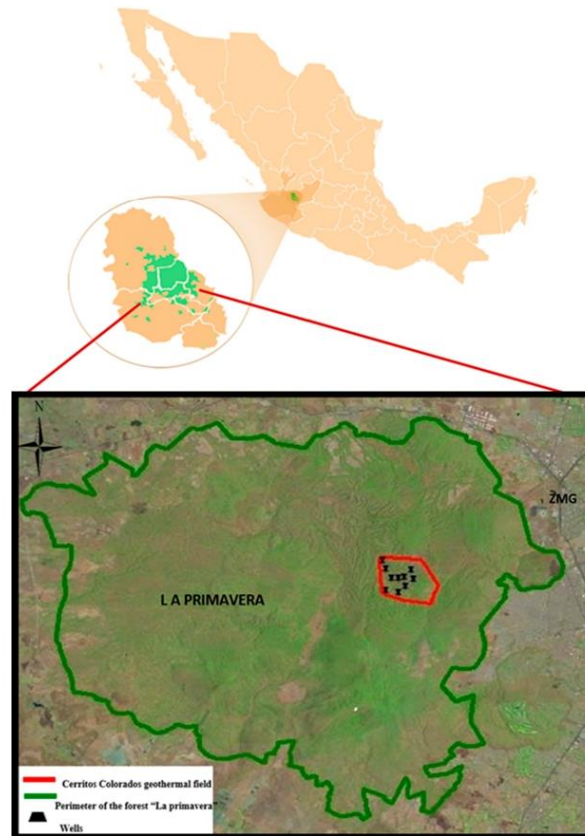 N
ZMG
L A PRIMAVERA
Cerritos Colorados geothermal field
Perimeter of the forest “La primavera”
Wells